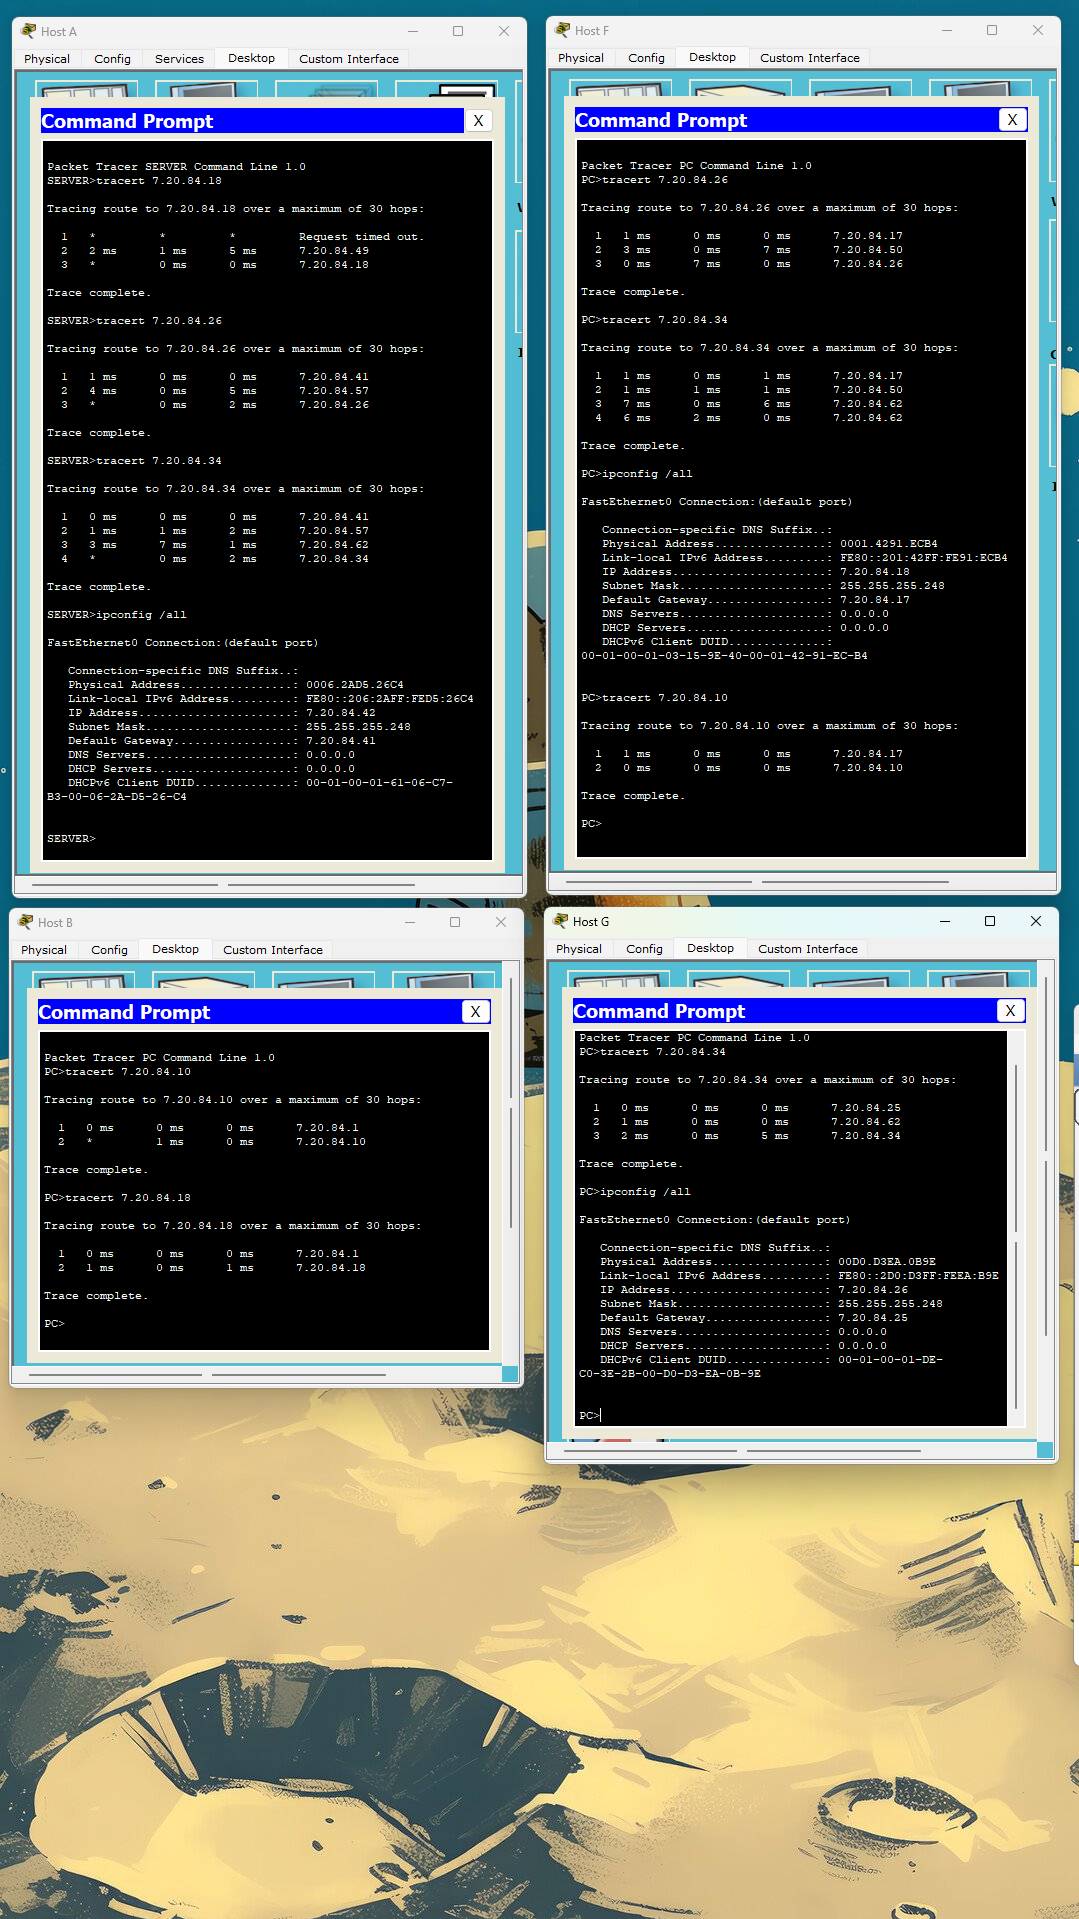 Host A
Physical Config Services Desktop Custom Interface
Command Prompt X
Packet Tracer SERVER Command Line 1.0
SERVER>tracert 7.20.84.18
Tracing route to 7.20.84.18 over a maximum of 30 hops:
1 * * * Request timed out.
2 2 ms 1 ms 5 ms 7.20.84.49
3 * 0 ms 0 ms 7.20.84.18
Trace complete.
SERVER>tracert 7.20.84.26
Tracing route to 7.20.84.26 over a maximum of 30 hops:
1 1 ms 0 ms 0 ms 7.20.84.41
2 4 ms 0 ms 5 ms 7.20.84.57
3 * 0 ms 2 ms 7.20.84.26
Trace complete.
SERVER>tracert 7.20.84.34
Tracing route to 7.20.84.34 over a maximum of 30 hops:
1 0 ms 0 ms 0 ms 7.20.84.41
2 1 ms 1 ms 2 ms 7.20.84.57
3 3 ms 7 ms 1 ms 7.20.84.62
4 * 0 ms 2 ms 7.20.84.34
Trace complete.
SERVER>ipconfig /all
FastEthernet0 Connection:(default port)
Connection-specific DNS Suffix..:
Physical Address................: 0006.2AD5.26C4
Link-local IPv6 Address.........: FE80::206:2AFF:FED5:26C4
IP Address......................: 7.20.84.42
Subnet Mask.....................: 255.255.255.248
Default Gateway.................: 7.20.84.41
DNS Servers.....................: 0.0.0.0
DHCP Servers....................: 0.0.0.0
DHCPv6 Client DUID..............: 00-01-00-01-61-06-C7-
B3-00-06-2A-D5-26-C4
SERVER>
Host F
Physical Config Desktop Custom Interface
Command Prompt X
Packet Tracer PC Command Line 1.0
PC>tracert 7.20.84.26
Tracing route to 7.20.84.26 over a maximum of 30 hops:
1 1 ms 0 ms 0 ms 7.20.84.17
2 3 ms 0 ms 7 ms 7.20.84.50
3 0 ms 7 ms 0 ms 7.20.84.26
Trace complete.
PC>tracert 7.20.84.34
Tracing route to 7.20.84.34 over a maximum of 30 hops:
1 1 ms 0 ms 1 ms 7.20.84.17
2 1 ms 1 ms 1 ms 7.20.84.50
3 7 ms 0 ms 6 ms 7.20.84.62
4 6 ms 2 ms 0 ms 7.20.84.62
Trace complete.
PC>ipconfig /all
FastEthernet0 Connection:(default port)
Connection-specific DNS Suffix..:
Physical Address................: 0001.4291.ECB4
Link-local IPv6 Address.........: FE80::201:42FF:FE91:ECB4
IP Address......................: 7.20.84.18
Subnet Mask.....................: 255.255.255.248
Default Gateway.................: 7.20.84.17
DNS Servers.....................: 0.0.0.0
DHCP Servers....................: 0.0.0.0
DHCPv6 Client DUID..............:
00-01-00-01-03-15-9E-40-00-01-42-91-EC-B4
PC>tracert 7.20.84.10
Tracing route to 7.20.84.10 over a maximum of 30 hops:
1 1 ms 0 ms 0 ms 7.20.84.17
2 0 ms 0 ms 0 ms 7.20.84.10
Trace complete.
PC>
Host B
Physical Config Desktop Custom Interface
Command Prompt X
Packet Tracer PC Command Line 1.0
PC>tracert 7.20.84.10
Tracing route to 7.20.84.10 over a maximum of 30 hops:
1 0 ms 0 ms 0 ms 7.20.84.1
2 * 1 ms 0 ms 7.20.84.10
Trace complete.
PC>tracert 7.20.84.18
Tracing route to 7.20.84.18 over a maximum of 30 hops:
1 0 ms 0 ms 0 ms 7.20.84.1
2 1 ms 0 ms 1 ms 7.20.84.18
Trace complete.
PC>
Host G
Physical Config Desktop Custom Interface
Command Prompt X
Packet Tracer PC Command Line 1.0
PC>tracert 7.20.84.34
Tracing route to 7.20.84.34 over a maximum of 30 hops:
1 0 ms 0 ms 0 ms 7.20.84.25
2 1 ms 0 ms 0 ms 7.20.84.62
3 2 ms 0 ms 5 ms 7.20.84.34
Trace complete.
PC>ipconfig /all
FastEthernet0 Connection:(default port)
Connection-specific DNS Suffix..:
Physical Address................: 00D0.D3EA.0B9E
Link-local IPv6 Address.........: FE80::2D0:D3FF:FEEA:B9E
IP Address......................: 7.20.84.26
Subnet Mask.....................: 255.255.255.248
Default Gateway.................: 7.20.84.25
DNS Servers.....................: 0.0.0.0
DHCP Servers....................: 0.0.0.0
DHCPv6 Client DUID..............: 00-01-00-01-DE-
C0-3E-2B-00-D0-D3-EA-0B-9E
PC>